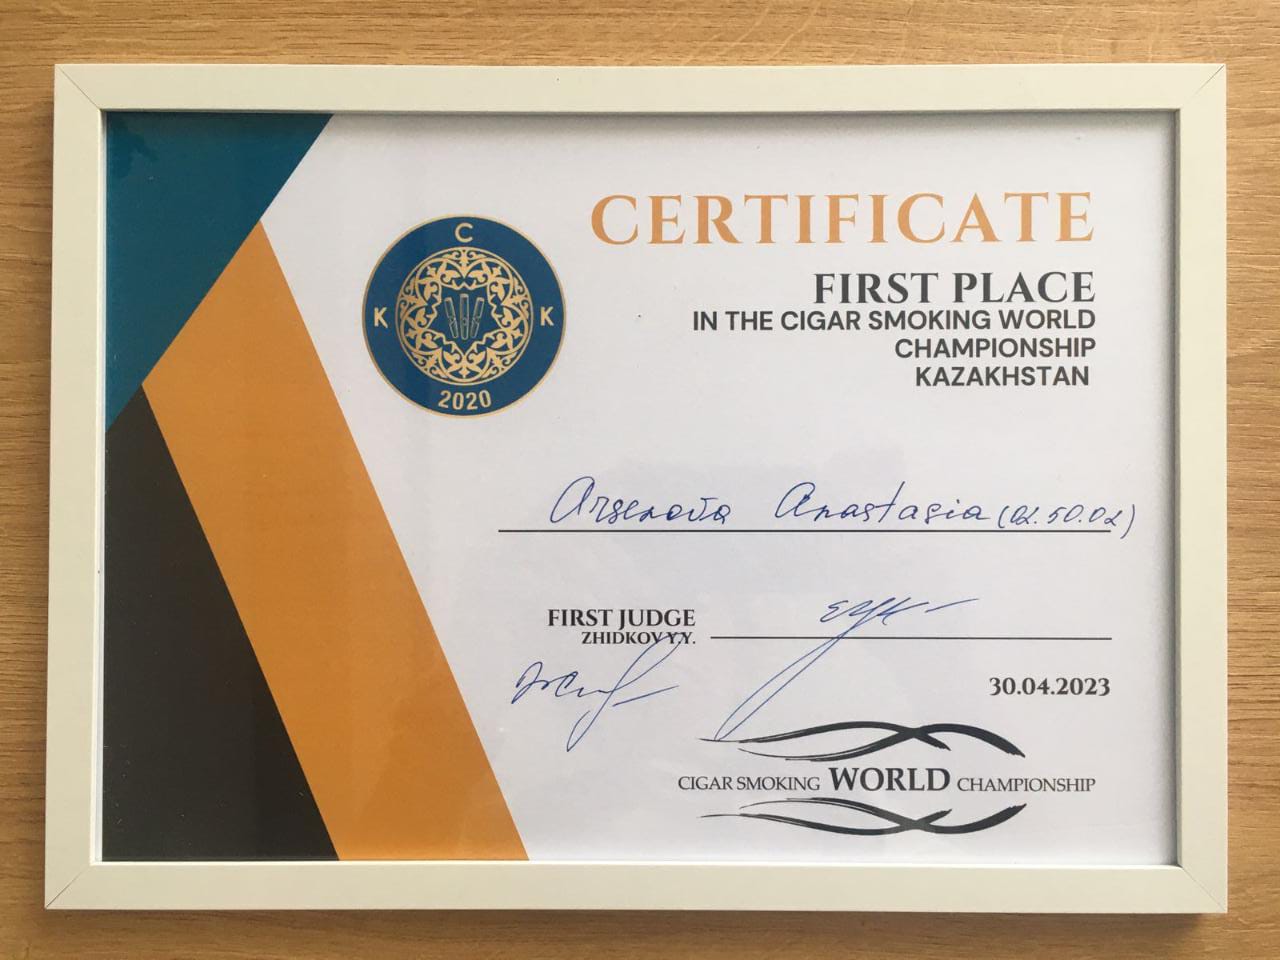 C
K K
2020
CERTIFICATE
FIRST PLACE
IN THE CIGAR SMOKING WORLD
CHAMPIONSHIP
KAZAKHSTAN
Arsenova Anastasia (02.50.02)
FIRST JUDGE
ZHIDKOV Y.Y.
30.04.2023
CIGAR SMOKING WORLD CHAMPIONSHIP